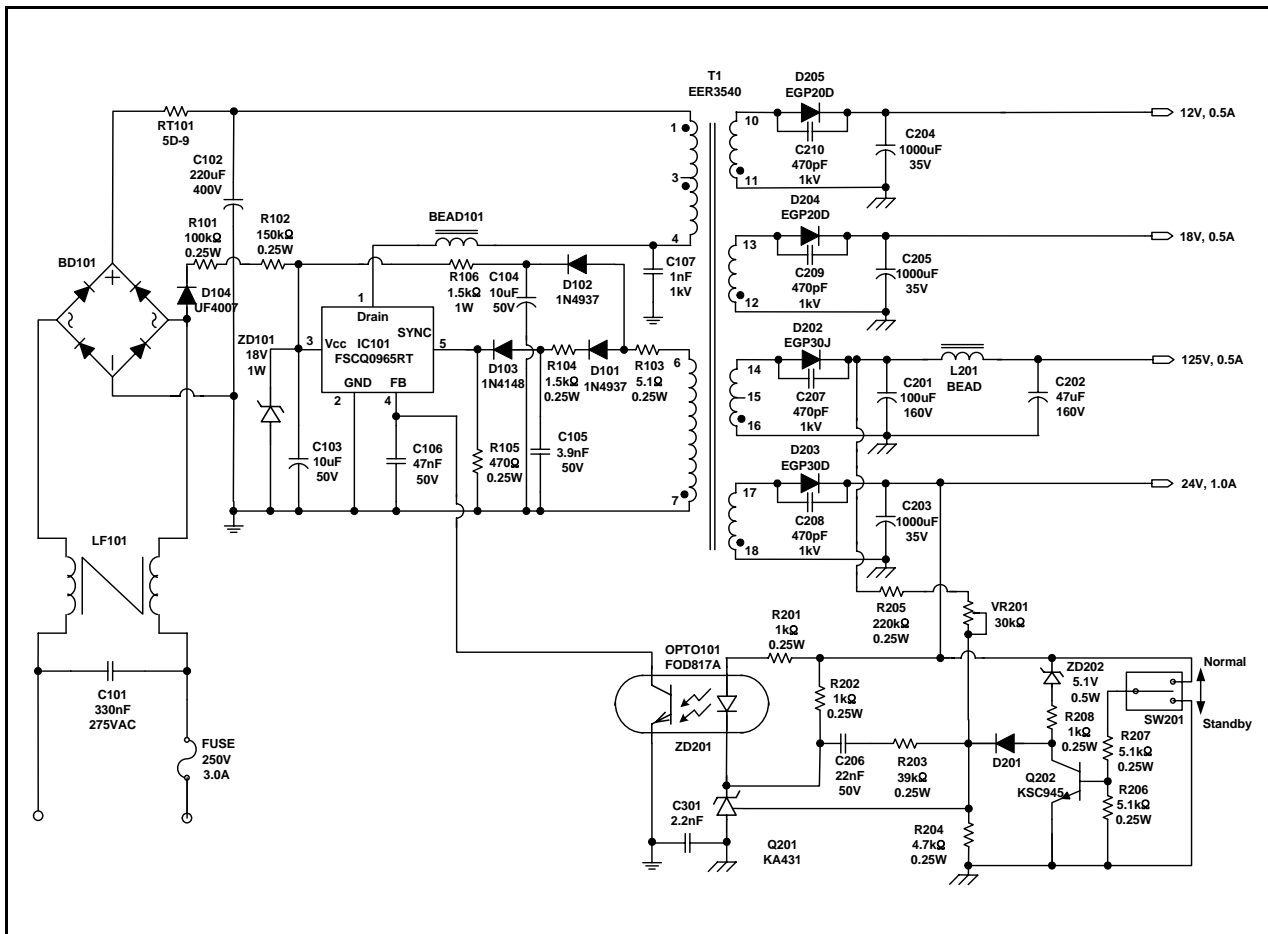 T1
EER3540
D205
EGP20D
RT101
5D-9
1
10
C210
470pF
1kV
C204
1000uF
35V
12V, 0.5A
C102
220uF
400V
3
11
D204
EGP20D
R101
100kΩ
0.25W
R102
150kΩ
0.25W
BEAD101
4
13
C209
470pF
1kV
C205
1000uF
35V
18V, 0.5A
BD101
D104
UF4007
R106
1.5kΩ
1W
C104
10uF
50V
D102
1N4937
C107
1nF
1kV
12
1
Drain
SYNC
Vcc
IC101
FSCQ0965RT
GND
FB
3
5
2
4
ZD101
18V
1W
D103
1N4148
R104
1.5kΩ
0.25W
D101
1N4937
R103
5.1Ω
0.25W
6
D202
EGP30J
14
15
16
C207
470pF
1kV
C201
100uF
160V
L201
BEAD
C202
47uF
160V
125V, 0.5A
C103
10uF
50V
C106
47nF
50V
R105
470Ω
0.25W
C105
3.9nF
50V
7
D203
EGP30D
17
18
C208
470pF
1kV
C203
1000uF
35V
24V, 1.0A
LF101
R205
220kΩ
0.25W
VR201
30kΩ
R201
1kΩ
0.25W
OPTO101
FOD817A
C101
330nF
275VAC
R202
1kΩ
0.25W
ZD202
5.1V
0.5W
Normal
SW201
Standby
FUSE
250V
3.0A
ZD201
C206
22nF
50V
R203
39kΩ
0.25W
D201
R208
1kΩ
0.25W
R207
5.1kΩ
0.25W
Q202
KSC945
R206
5.1kΩ
0.25W
C301
2.2nF
Q201
KA431
R204
4.7kΩ
0.25W